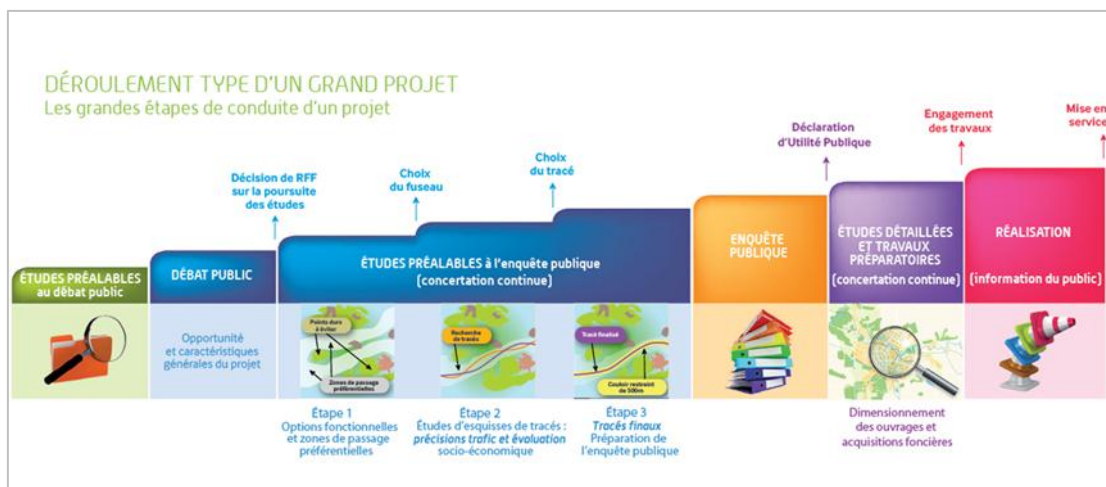 DÉROULEMENT TYPE D'UN GRAND PROJET
Les grandes étapes de conduite d'un projet
Décision de RFF
sur la poursuite
des études
Choix
du fuseau
Choix
du tracé
Déclaration
d'Utilité Publique
Engagement
des travaux
Mise en
service
ÉTUDES PRÉALABLES
au débat public
DÉBAT PUBLIC
ÉTUDES PRÉALABLES à l'enquête publique
(concertation continue)
ENQUÊTE
PUBLIQUE
ÉTUDES DÉTAILLÉES
ET TRAVAUX
PRÉPARATOIRES
(concertation continue)
RÉALISATION
(information du public)
Opportunité
et caractéristiques
générales du projet
Points durs
à éviter
Zones de passage
préférentielles
Recherche
de tracés
Tracé finalisé
Couloir restreint
de 500m
Étape 1
Options fonctionnelles
et zones de passage
préférentielles
Étape 2
Études d'esquisses de tracés :
précisions trafic et évaluation
socio-économique
Étape 3
Tracés finaux
Préparation de
l'enquête publique
Dimensionnement
des ouvrages et
acquisitions foncières